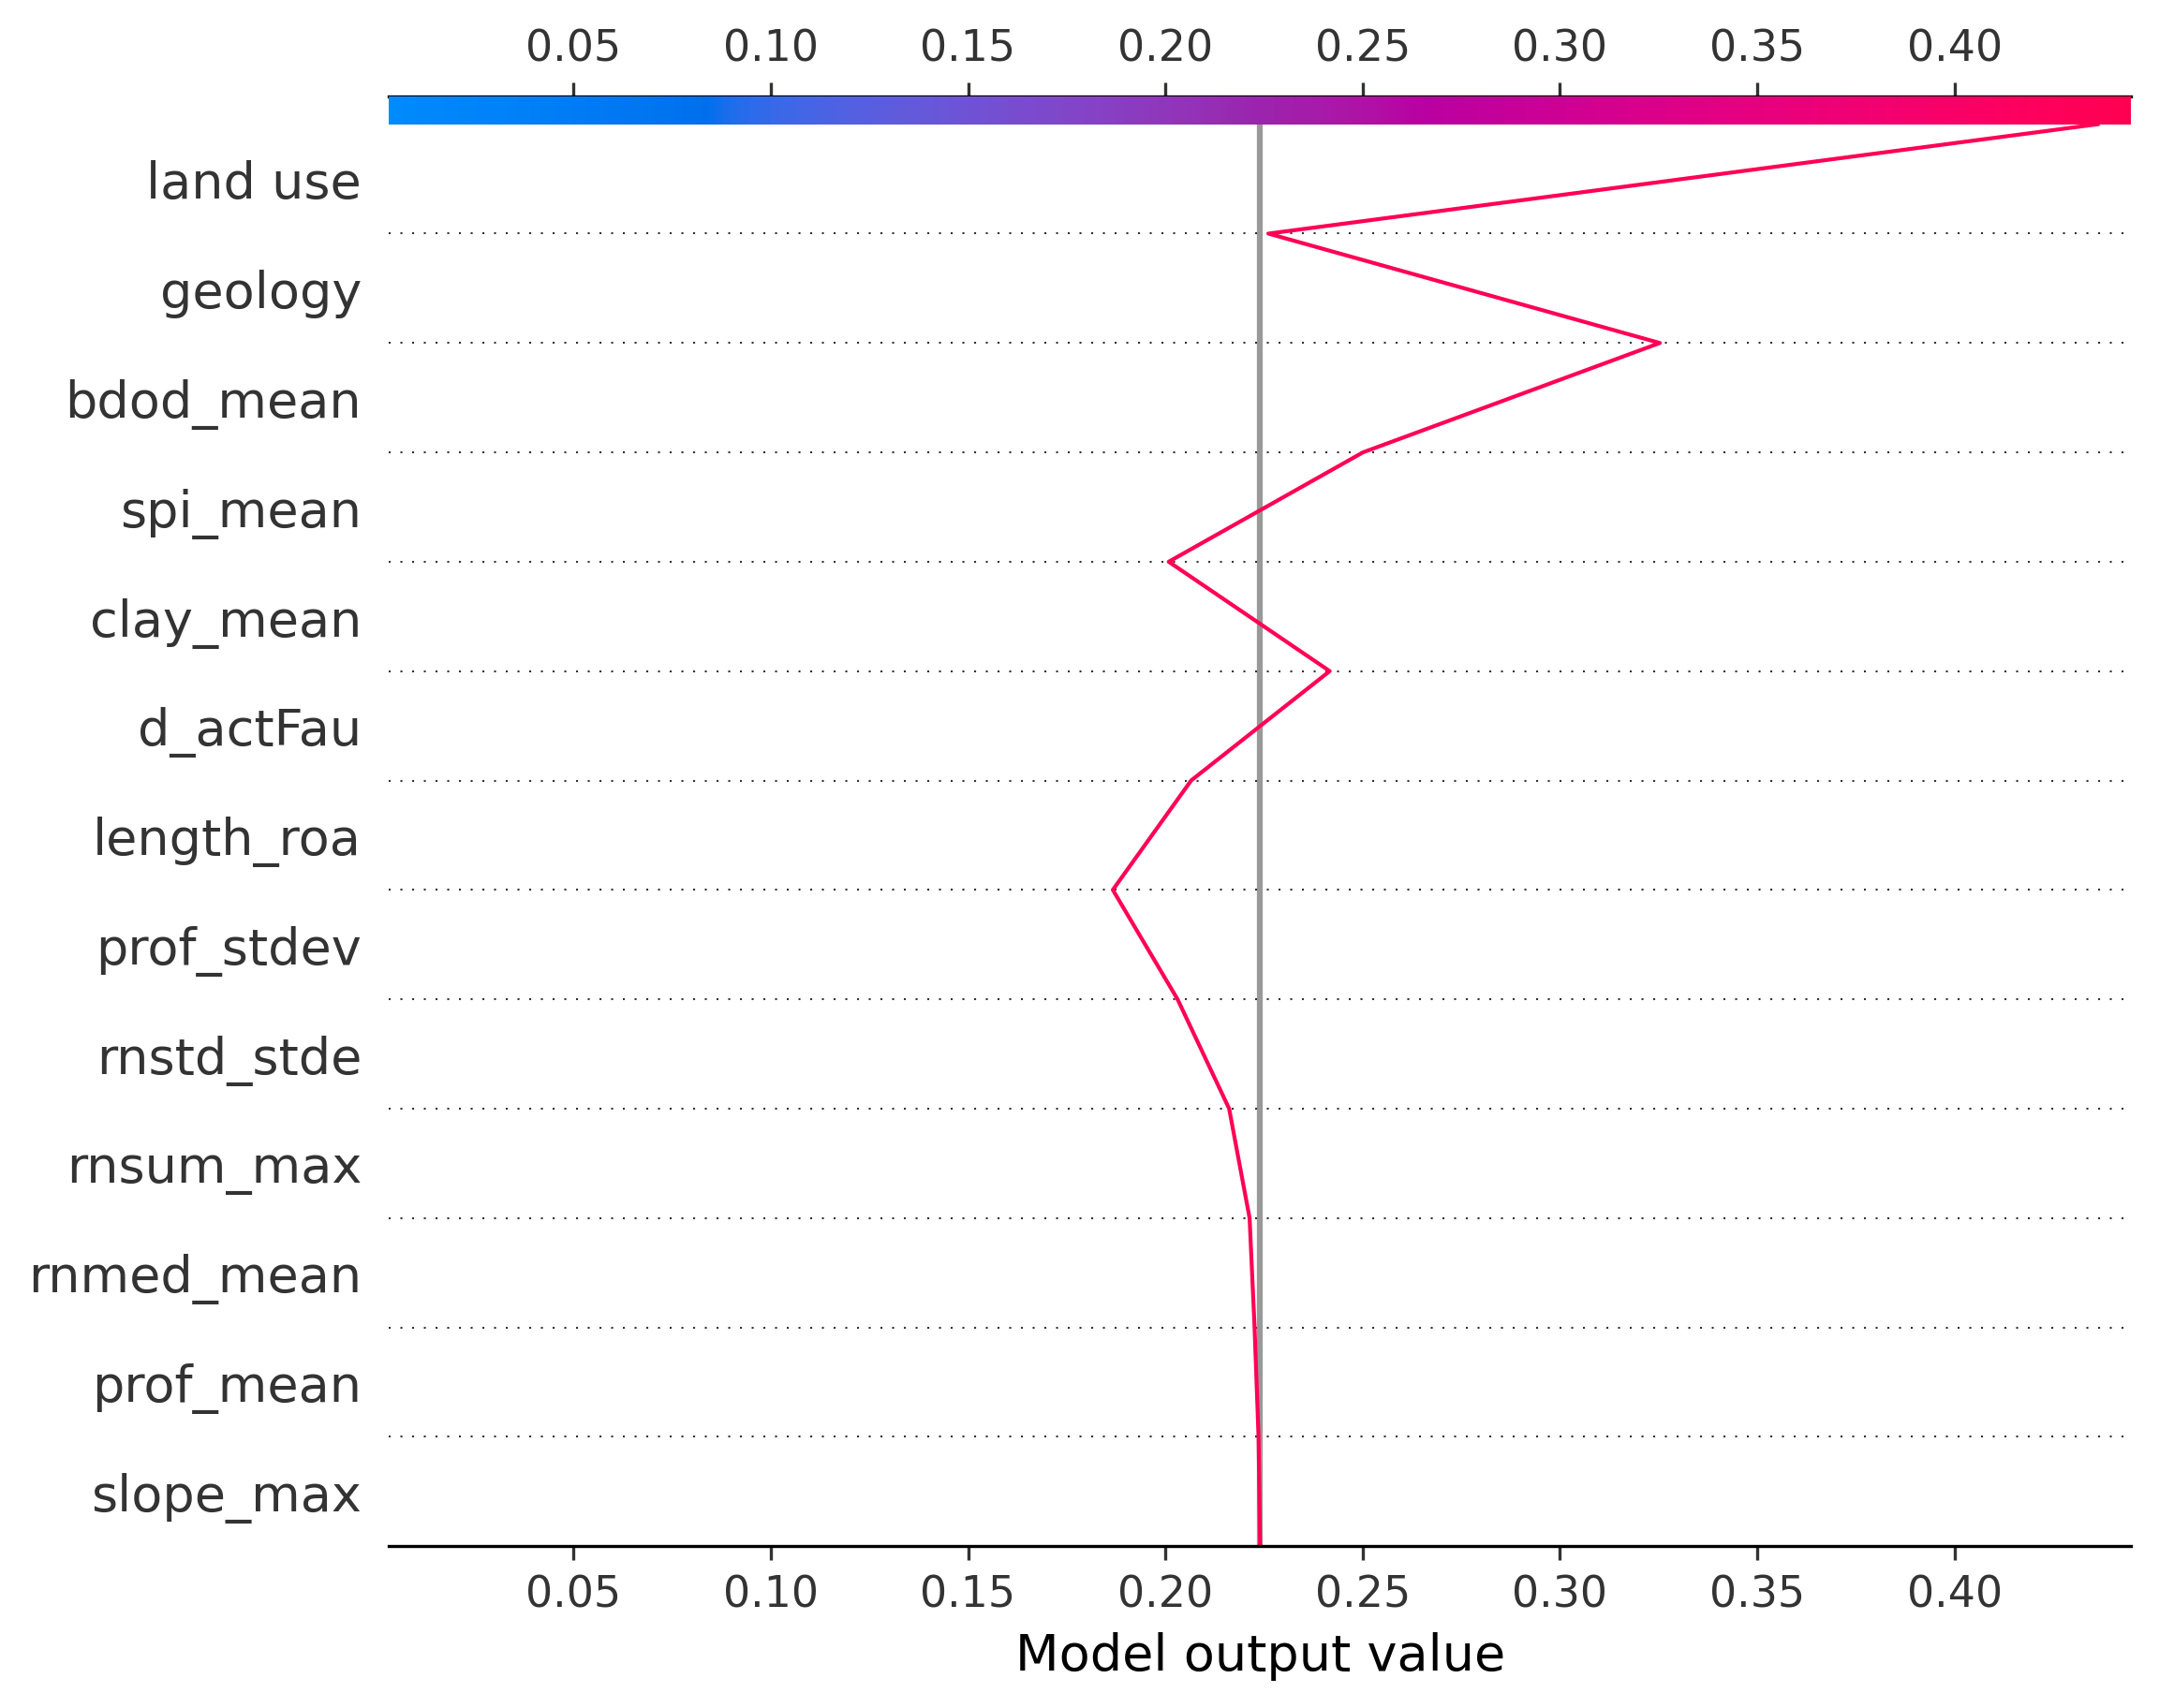 0.05 0.10 0.15 0.20 0.25 0.30 0.35 0.40
land use
geology
bdod_mean
spi_mean
clay_mean
d_actFau
length_roa
prof_stdev
rnstd_stde
rnsum_max
rnmed_mean
prof_mean
slope_max
0.05 0.10 0.15 0.20 0.25 0.30 0.35 0.40
Model output value